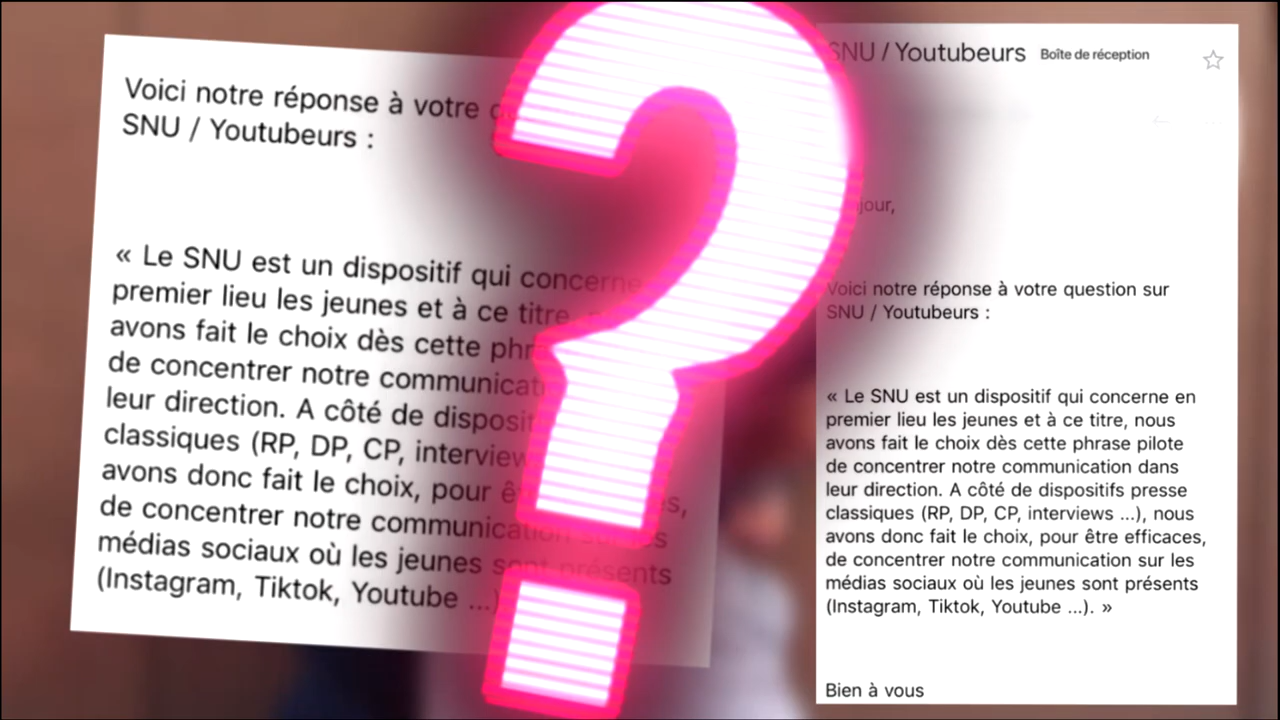 Voici notre réponse à votre
SNU / Youtubeurs :
« Le SNU est un dispositif qui concerne
premier lieu les jeunes et à ce titre,
avons fait le choix dès cette
de concentrer notre
leur direction. A côté de
classiques (RP, DP, CP,
avons donc fait le choix, pour
de concentrer notre communication
médias sociaux où les jeunes sont présents
(Instagram, Tiktok, Youtube ...)
?
SNU / Youtubeurs Boîte de réception
Voici notre réponse à votre question sur
SNU / Youtubeurs :
« Le SNU est un dispositif qui concerne en
premier lieu les jeunes et à ce titre, nous
avons fait le choix dès cette phrase pilote
de concentrer notre communication dans
leur direction. A côté de dispositifs presse
classiques (RP, DP, CP, interviews ...), nous
avons donc fait le choix, pour être efficaces,
de concentrer notre communication sur les
médias sociaux où les jeunes sont présents
(Instagram, Tiktok, Youtube ...). »
Bien à vous